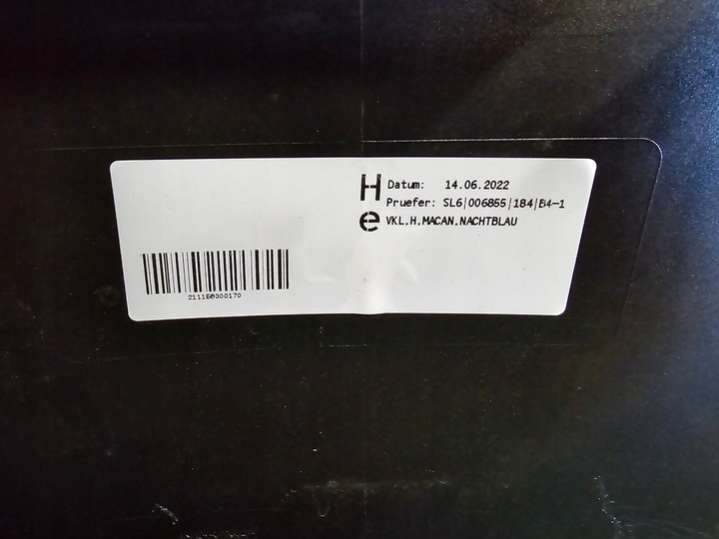 H Datum: 14.06.2022
Pruefer: SL6|006855|184|B4-1
e VKL.H.MACAN.NACHTBLAU
2111E0300170